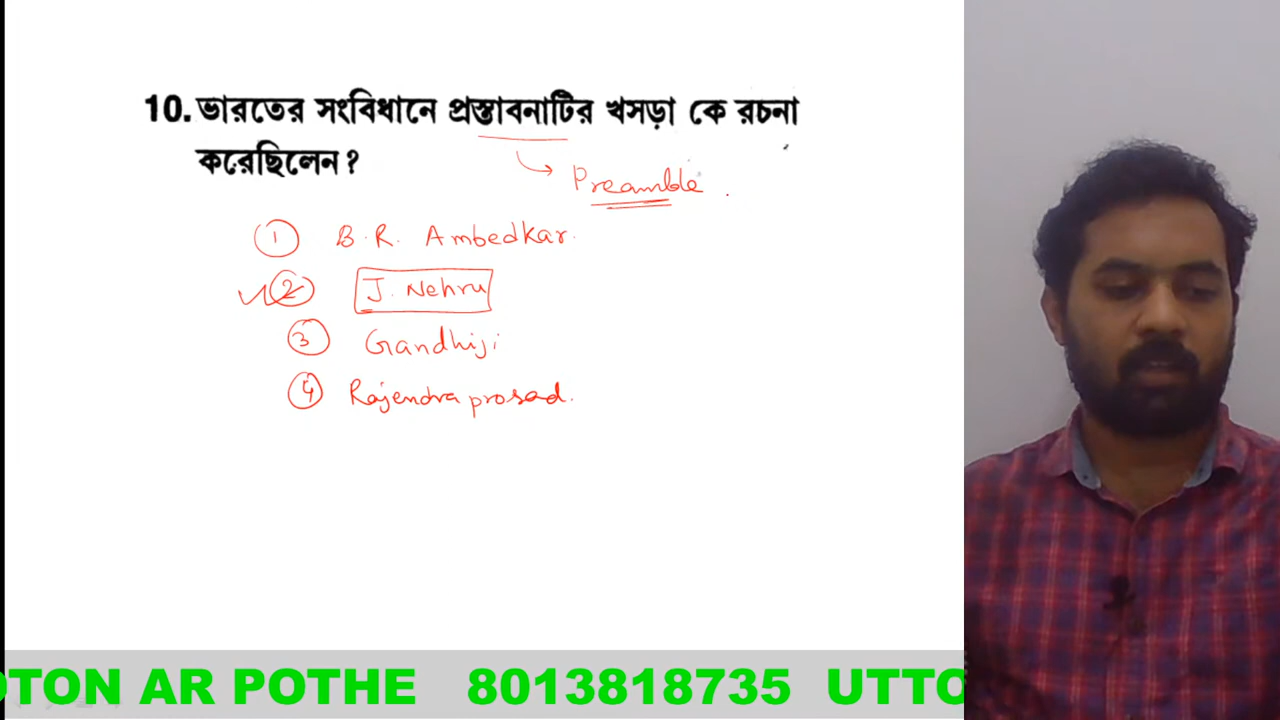 10. ভারতের সংবিধানে প্রস্তাবনাটির খসড়া কে রচনা
করেছিলেন ?
Preamble .
1 B. R. Ambedkar.
2 J. Nehru
3 Gandhiji
4 Rajendra prosad.
OTON AR POTHE 8013818735 UTTO